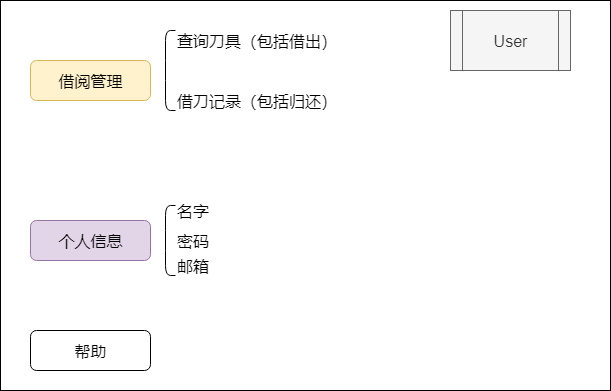 查询刀具（包括借出）
User
借阅管理
借刀记录（包括归还）
名字
个人信息
密码
邮箱
帮助